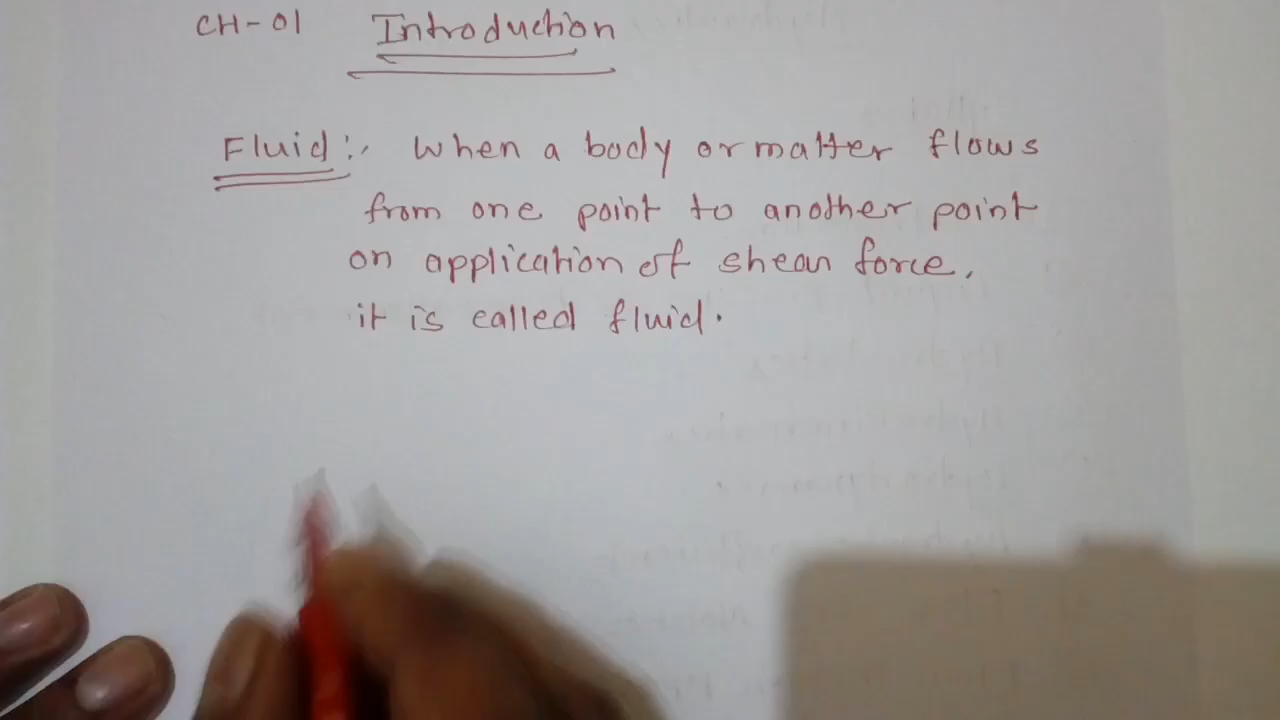 CH-01 Introduction
Fluid:- When a body or matter flows
from one point to another point
on application of shear force,
it is called fluid.